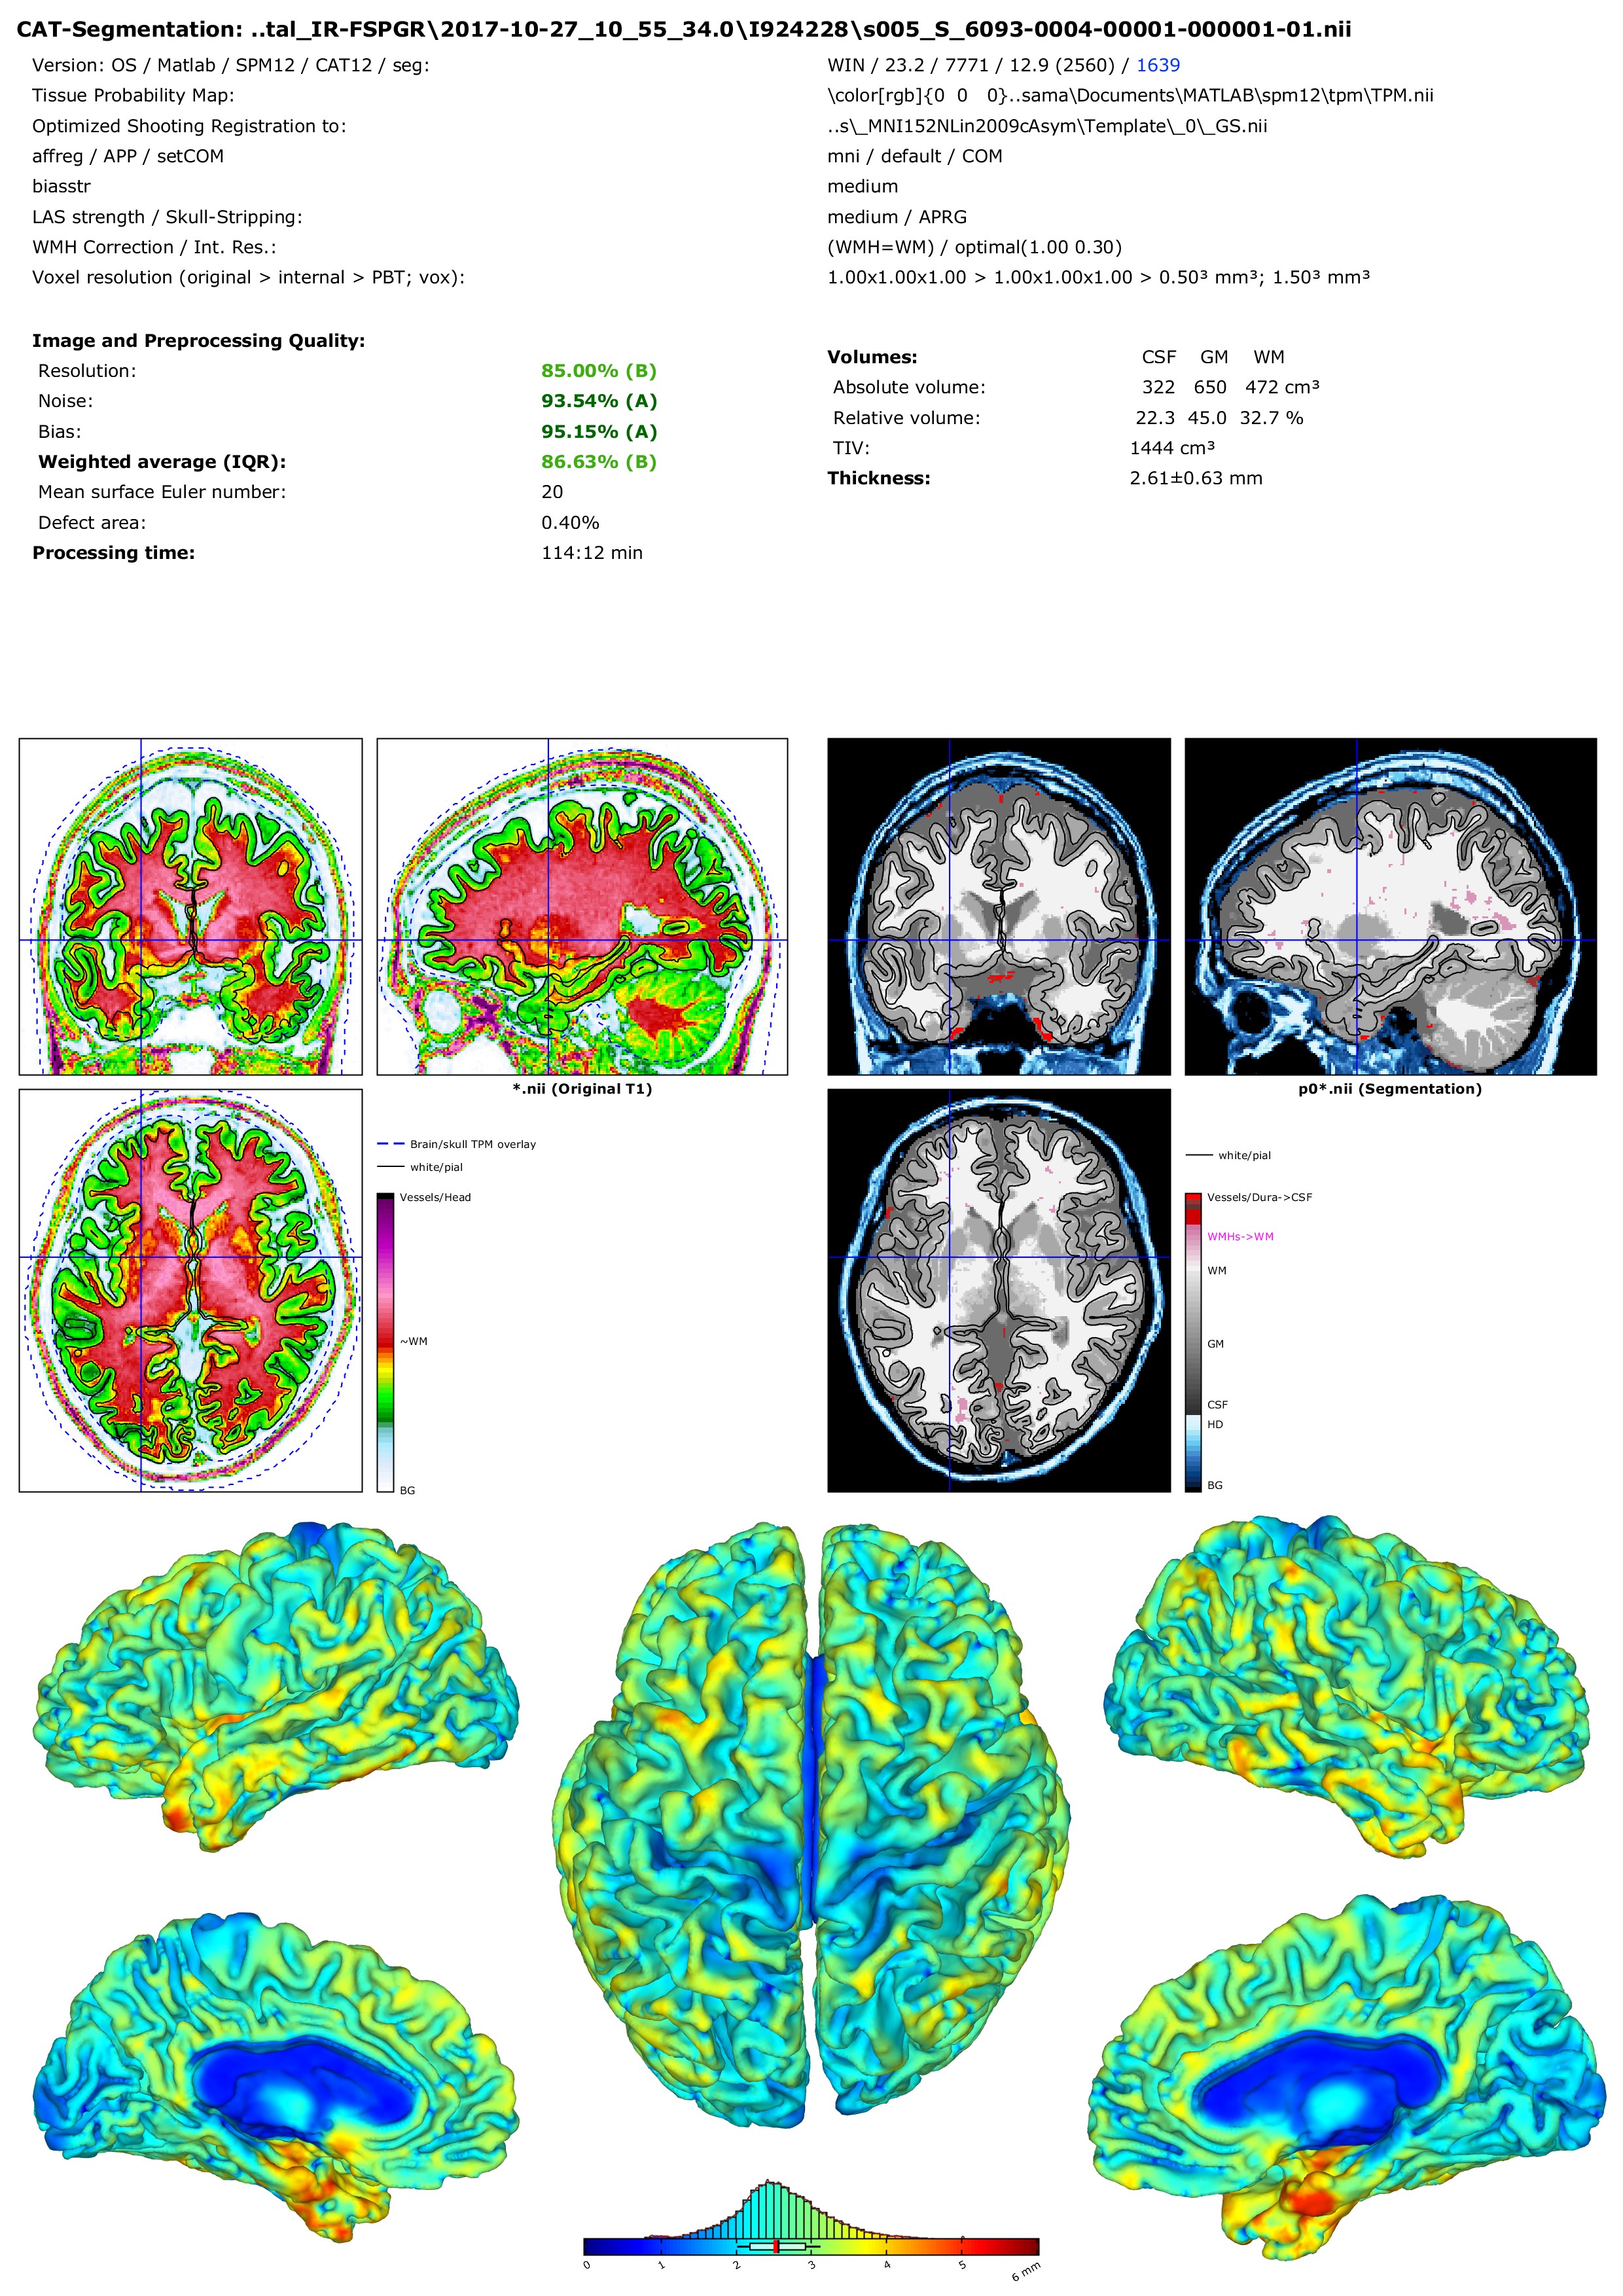 CAT-Segmentation: ..tal_IR-FSPGR\2017-10-27_10_55_34.0\I924228\s005_S_6093-0004-00001-000001-01.nii
Version: OS / Matlab / SPM12 / CAT12 / seg: WIN / 23.2 / 7771 / 12.9 (2560) / 1639
Tissue Probability Map: \color[rgb]{0 0 0}..sama\Documents\MATLAB\spm12\tpm\TPM.nii
Optimized Shooting Registration to: ..s\_MNI152NLin2009cAsym\Template\_0\_GS.nii
affreg / APP / setCOM mni / default / COM
biasstr medium
LAS strength / Skull-Stripping: medium / APRG
WMH Correction / Int. Res.: (WMH=WM) / optimal(1.00 0.30)
Voxel resolution (original > internal > PBT; vox): 1.00x1.00x1.00 > 1.00x1.00x1.00 > 0.50³ mm³; 1.50³ mm³
Image and Preprocessing Quality:
Resolution: 85.00% (B)
Noise: 93.54% (A)
Bias: 95.15% (A)
Weighted average (IQR): 86.63% (B)
Mean surface Euler number: 20
Defect area: 0.40%
Processing time: 114:12 min
Volumes: CSF GM WM
Absolute volume: 322 650 472 cm³
Relative volume: 22.3 45.0 32.7 %
TIV: 1444 cm³
Thickness: 2.61±0.63 mm
*.nii (Original T1)
Brain/skull TPM overlay
white/pial
Vessels/Head
~WM
BG
p0*.nii (Segmentation)
white/pial
Vessels/Dura->CSF
WMHs->WM
WM
GM
CSF
HD
BG
0 1 2 3 4 5 6 mm